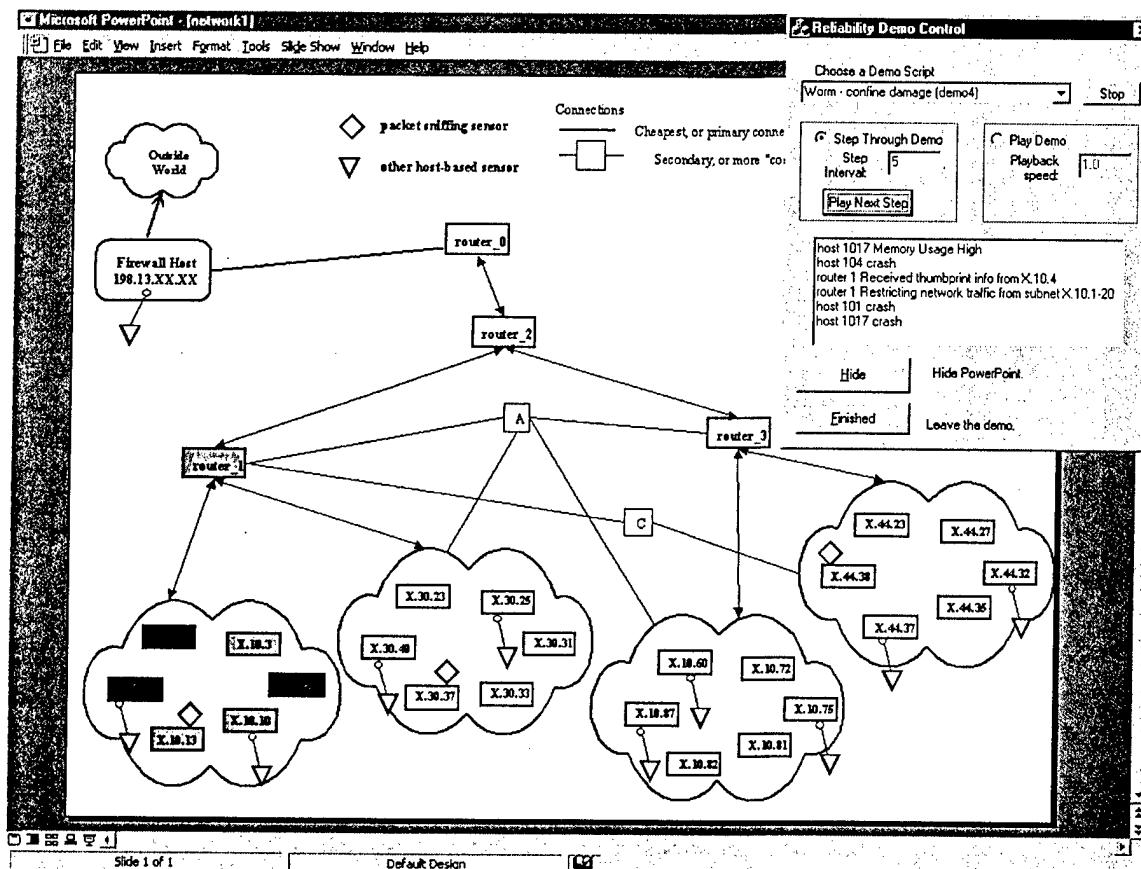 Microsoft PowerPoint - [network1]
File Edit View Insert Format Tools Slide Show Window Help
Reliability Demo Control
Choose a Demo Script
Worm - confine damage (demo4)
Stop
Step Through Demo
Step Interval:
5
Play Next Step
Play Demo
Playback speed:
1.0
host 1017 Memory Usage High
host 104 crash
router 1 Received thumbprint info from X.10.4
router 1 Restricting network traffic from subnet X.10.1-20
host 101 crash
host 1017 crash
Hide
Hide PowerPoint.
Finished
Leave the demo.
packet sniffing sensor
other host-based sensor
Connections
Cheapest, or primary conne
Secondary, or more "co
Outside World
Firewall Host
198.13.XX.XX
router_0
router_2
A
router_3
router_1
C
X.44.23
X.44.27
X.44.38
X.44.32
X.44.35
X.44.37
X.30.23
X.30.25
X.30.31
X.30.40
X.30.37
X.30.33
X.10.3
X.10.13
X.10.10
X.10.60
X.10.72
X.10.87
X.10.75
X.10.81
X.10.82
Slide 1 of 1
Default Design